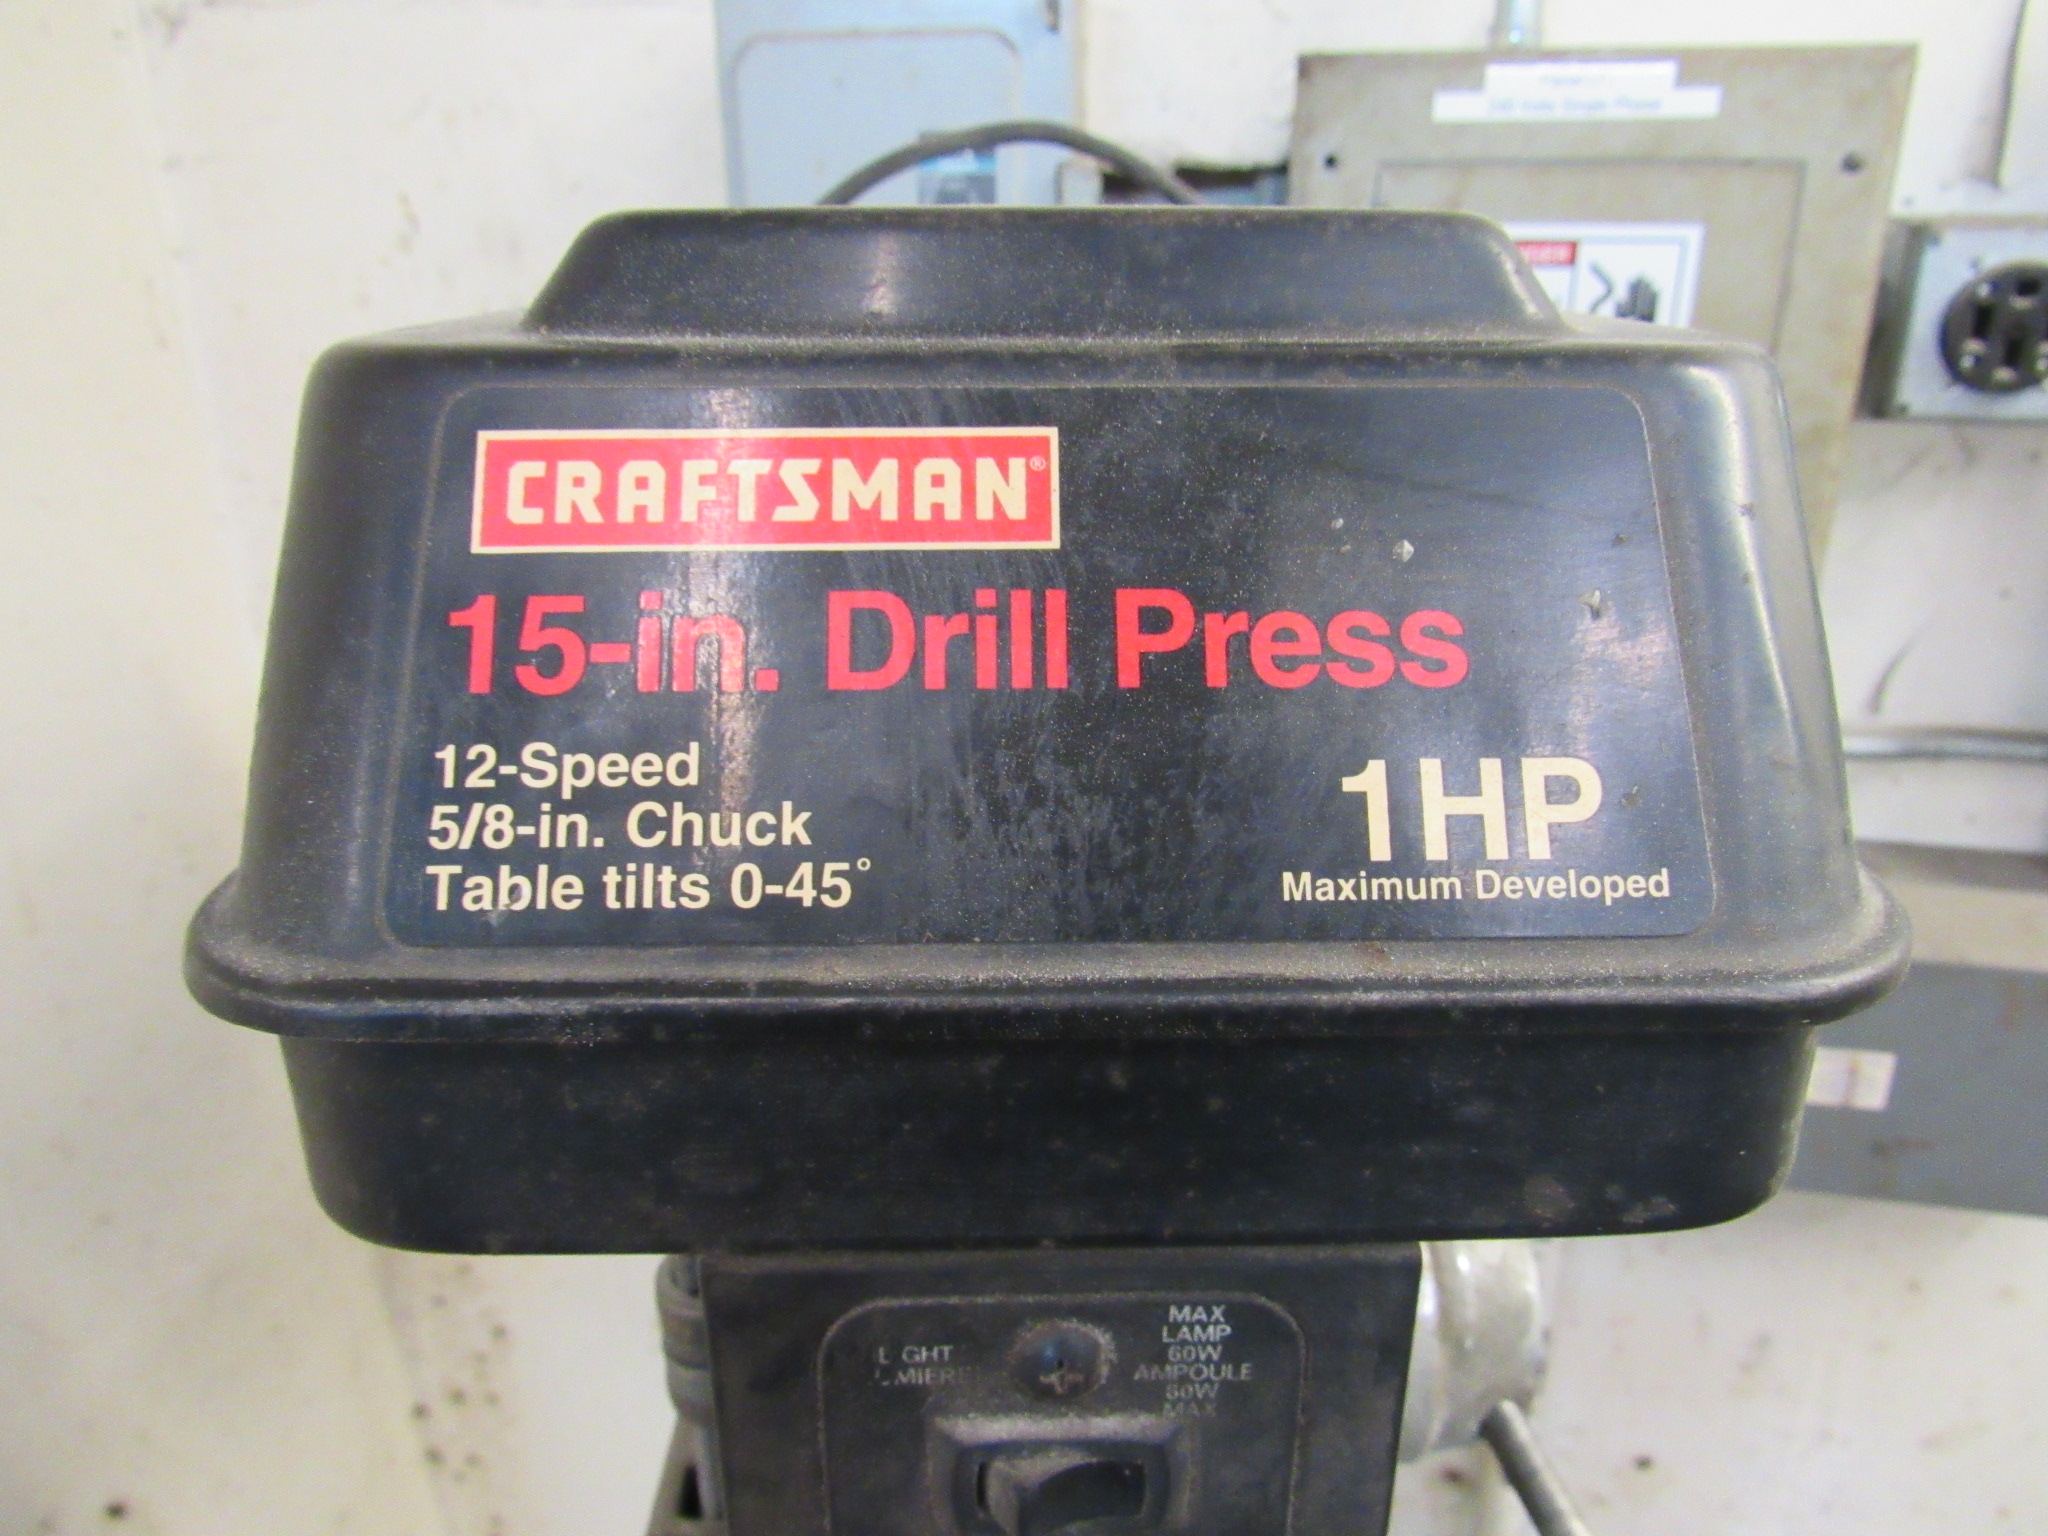 CRAFTSMAN®
15-in. Drill Press
12-Speed
5/8-in. Chuck
Table tilts 0-45°
1HP
Maximum Developed
MAX
LAMP
60W
AMPOULE
60W
MAX